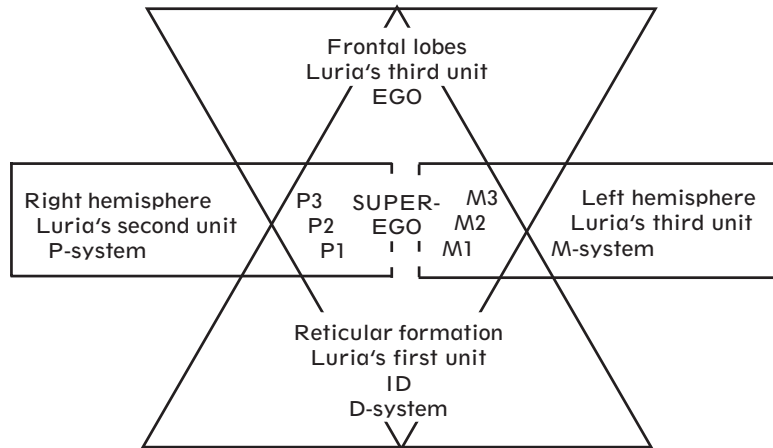 Frontal lobes
Luria's third unit
EGO
Right hemisphere
Luria's second unit
P-system
P3
P2
P1
SUPER-
EGO
M3
M2
M1
Left hemisphere
Luria's third unit
M-system
Reticular formation
Luria's first unit
ID
D-system